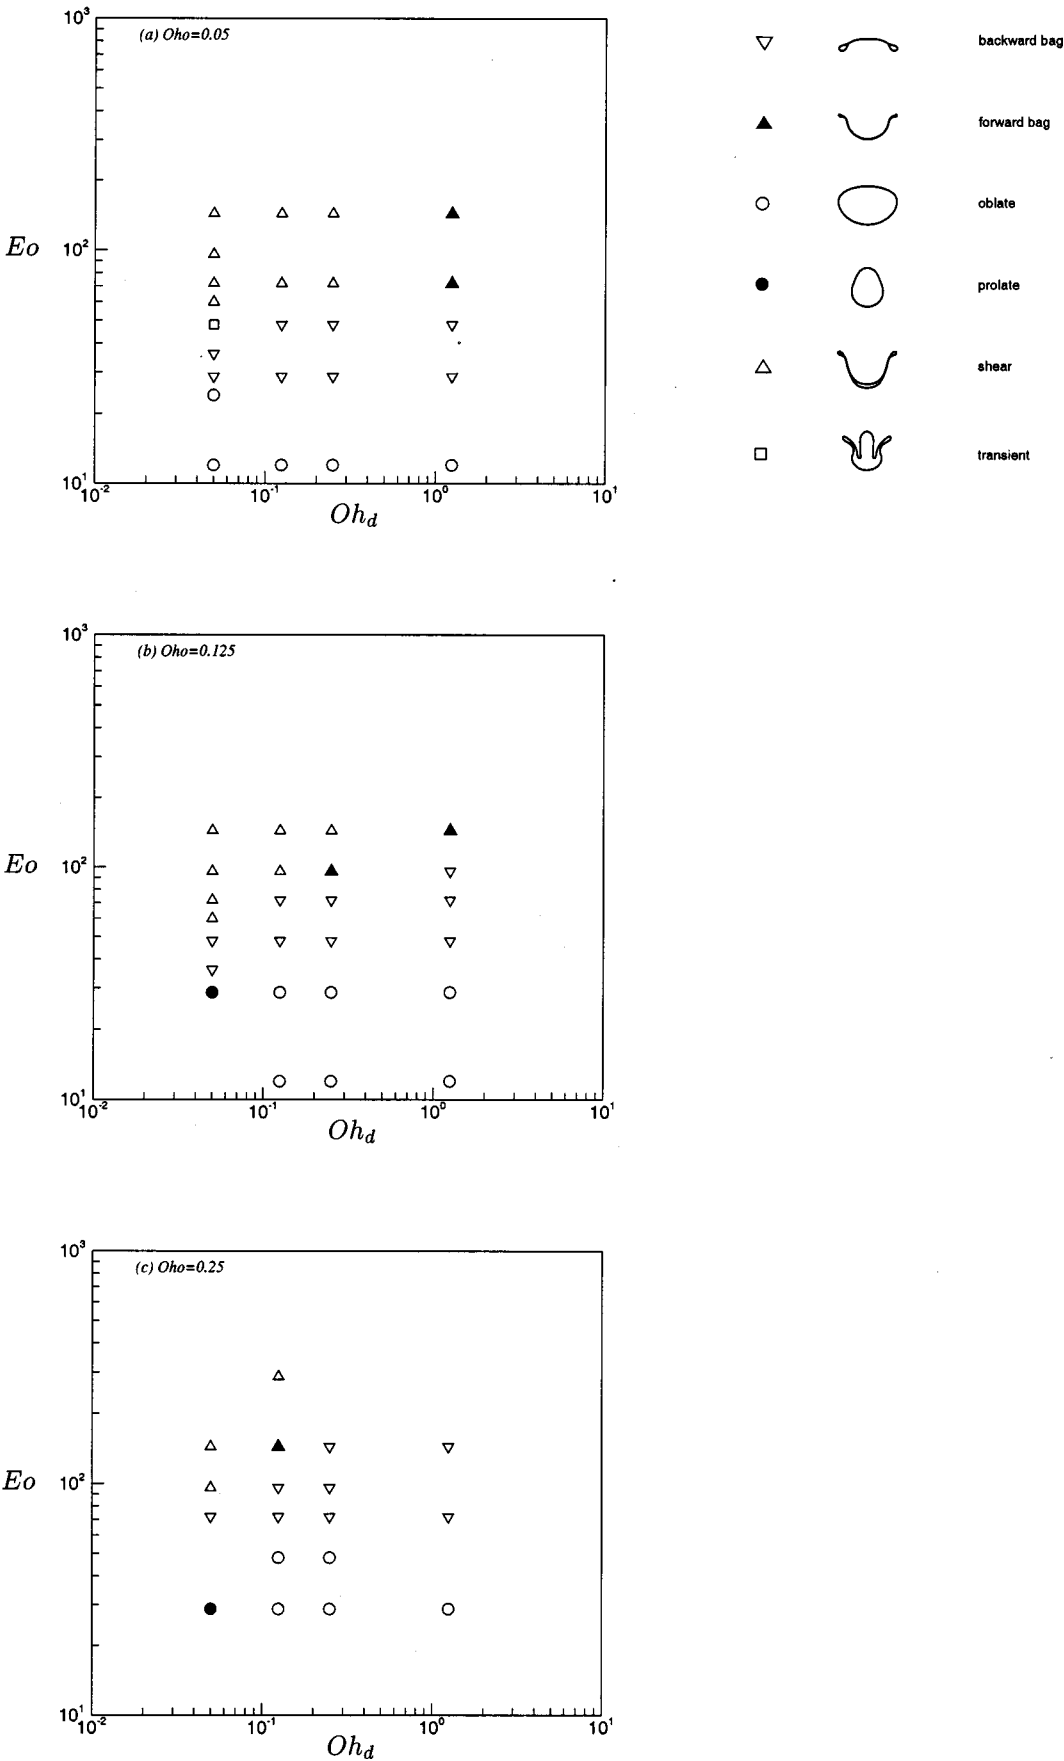 (a) Oho=0.05
10³
10²
10¹
Eo
10⁻² 10⁻¹ 10⁰ 10¹
Oh_d
backward bag
forward bag
oblate
prolate
shear
transient
(b) Oho=0.125
10³
10²
10¹
Eo
10⁻² 10⁻¹ 10⁰ 10¹
Oh_d
(c) Oho=0.25
10³
10²
10¹
Eo
10⁻² 10⁻¹ 10⁰ 10¹
Oh_d